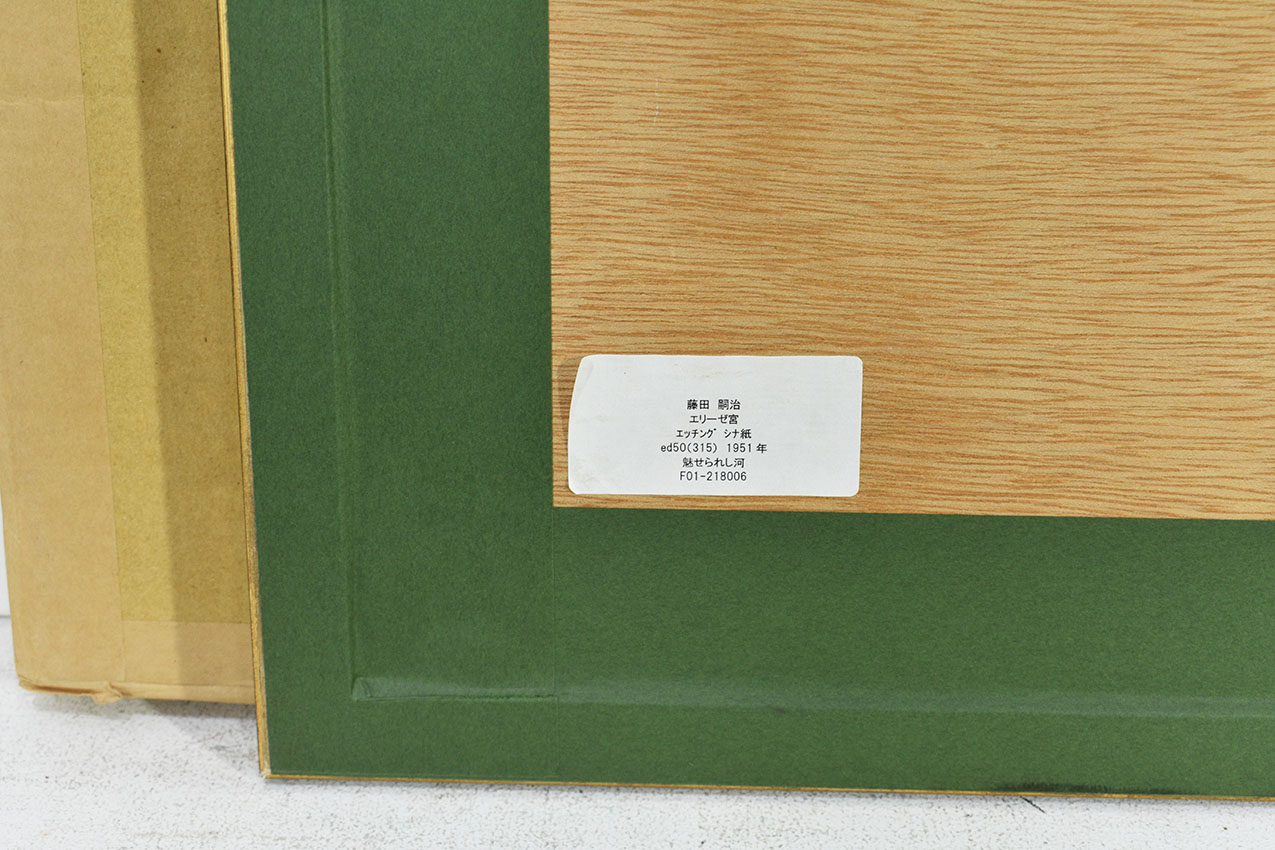 藤田　嗣治
エリーゼ宮
エッチング シナ紙
ed50(315) 1951年
魅せられし河
F01-218006